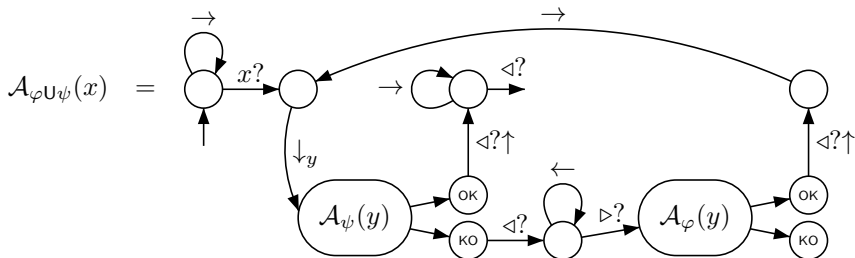 → →
𝒜φUψ(x) = x? → ◁?
↓y ◁?↑ ◁?↑
←
𝒜ψ(y) OK 𝒜φ(y) OK
KO ◁? ▷? KO